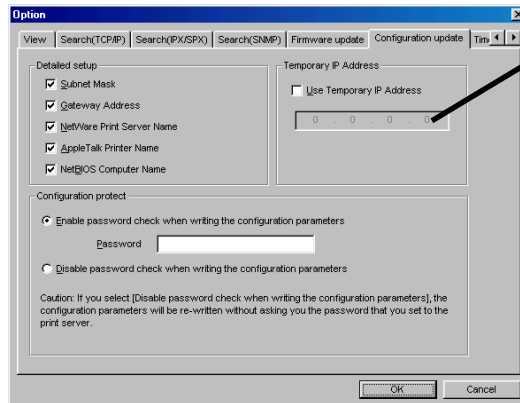 Option
View Search(TCP/IP) Search(IPX/SPX) Search(SNMP) Firmware update Configuration update
Detailed setup
Subnet Mask
Gateway Address
NetWare Print Server Name
AppleTalk Printer Name
NetBIOS Computer Name
Temporary IP Address
Use Temporary IP Address
0 . 0 . 0 . 0
Configuration protect
Enable password check when writing the configuration parameters
Password
Disable password check when writing the configuration parameters
Caution: If you select [Disable password check when writing the configuration parameters], the
configuration parameters will be re-written without asking you the password that you set to the
print server.
OK Cancel